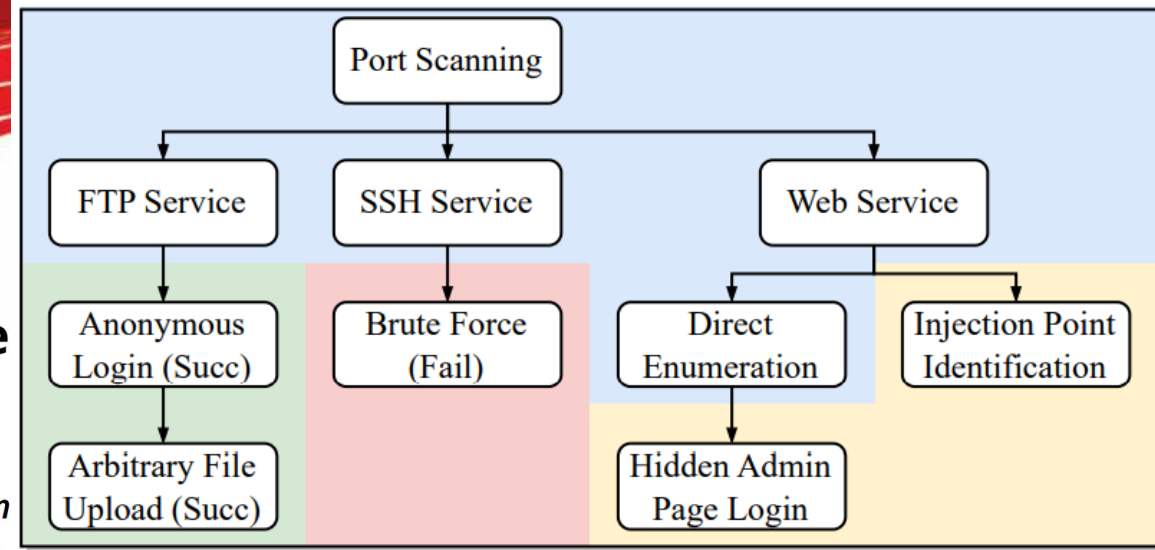 Port Scanning
FTP Service
SSH Service
Web Service
Anonymous
Login (Succ)
Brute Force
(Fail)
Direct
Enumeration
Injection Point
Identification
Arbitrary File
Upload (Succ)
Hidden Admin
Page Login